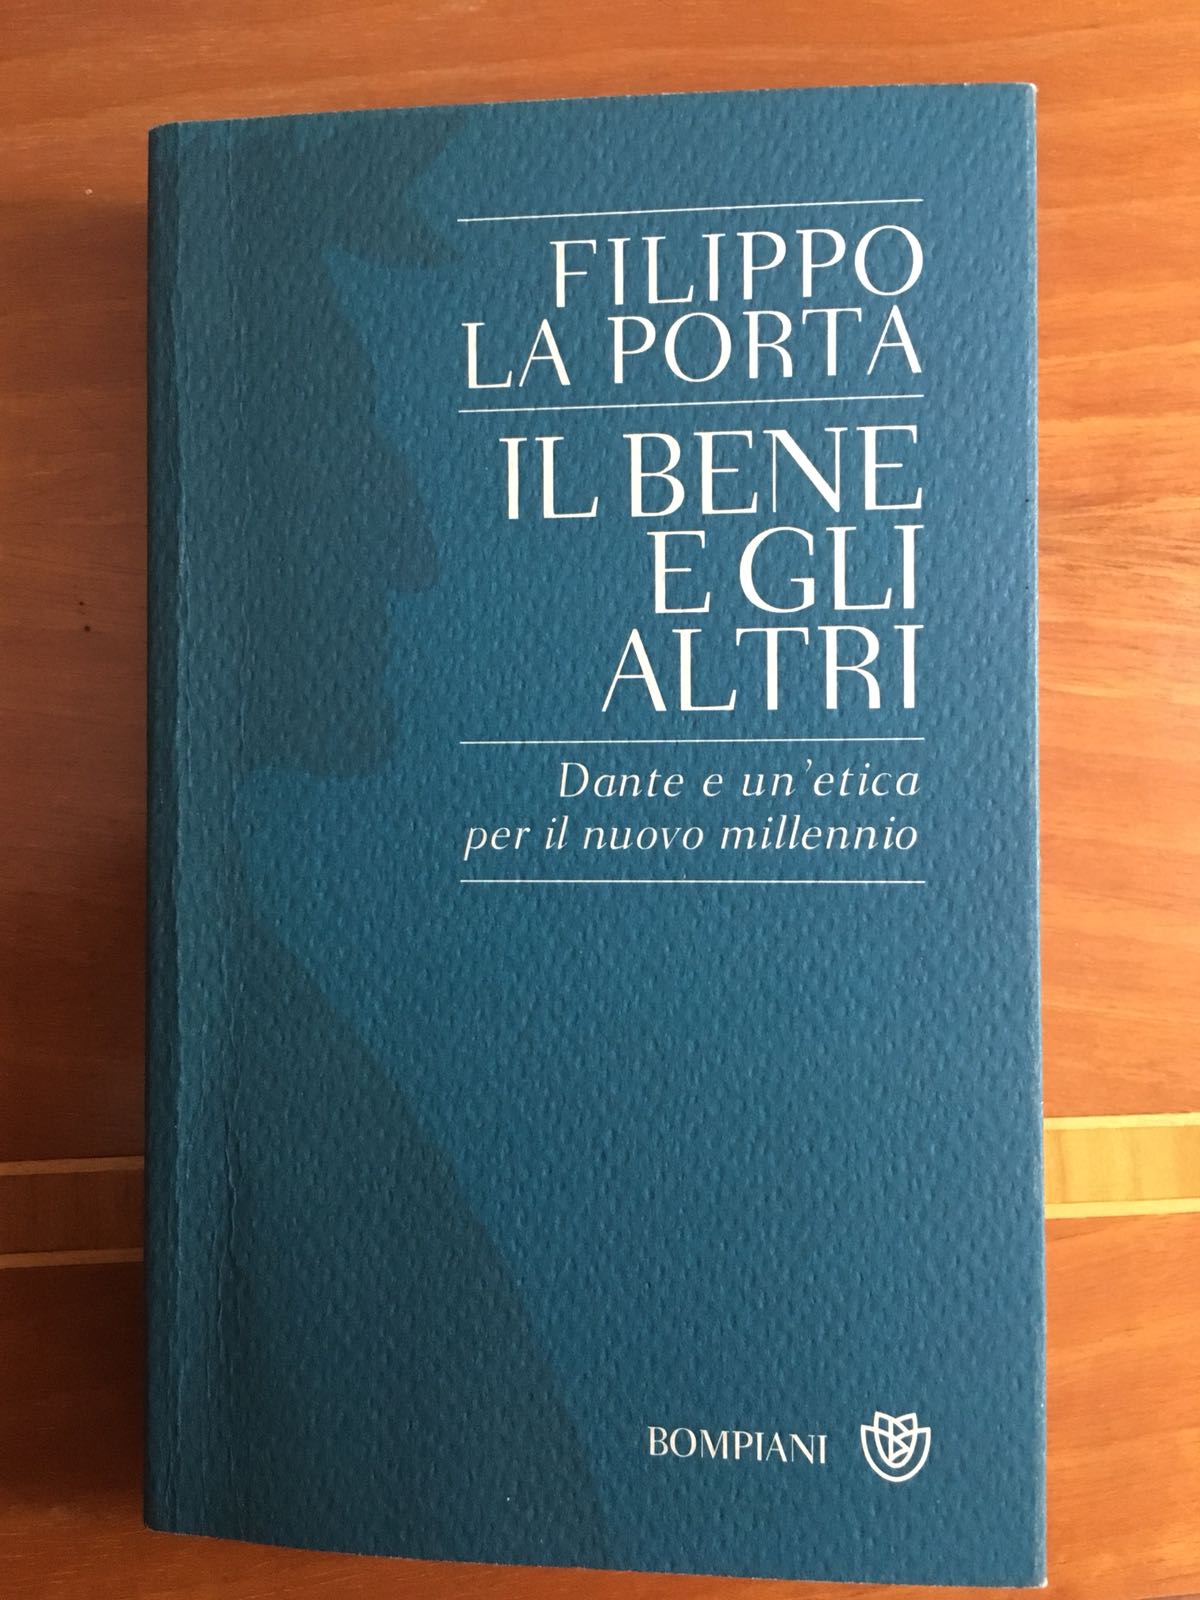 FILIPPO
LA PORTA
IL BENE
E GLI
ALTRI
Dante e un'etica
per il nuovo millennio
BOMPIANI